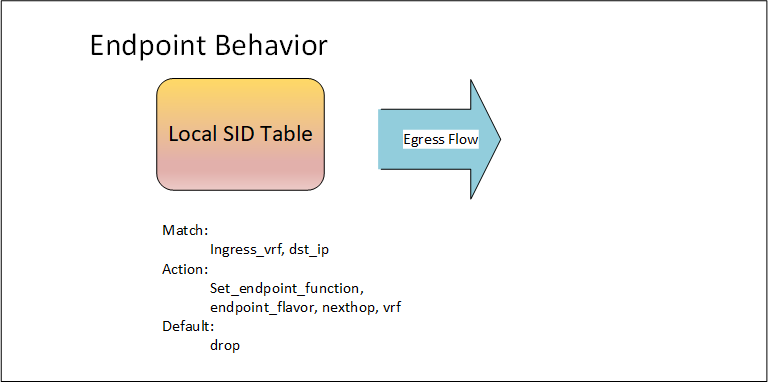 Endpoint Behavior
Local SID Table
Egress Flow
Match:
Ingress_vrf, dst_ip
Action:
Set_endpoint_function,
endpoint_flavor, nexthop, vrf
Default:
drop